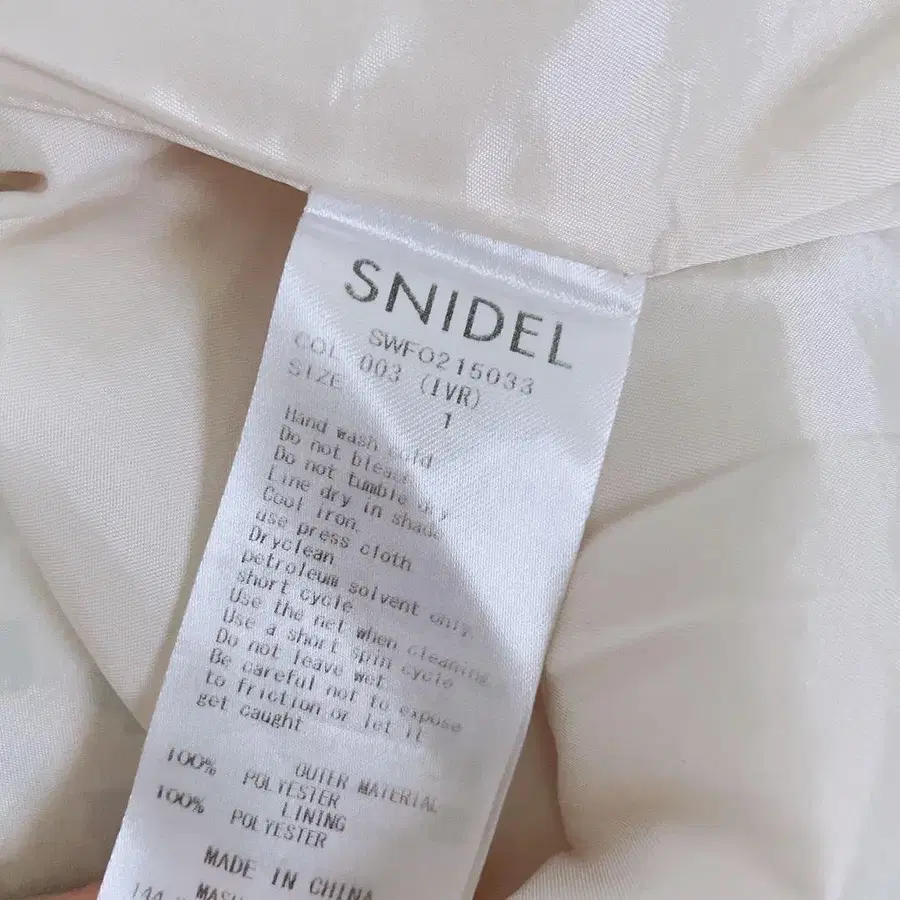 SNIDEL
SWFO215033
COL 003 (IVR)
SIZE 1
Hand wash cold
Do not bleach
Do not tumble dry
Line dry in shade
Cool iron
use press cloth
Dryclean
petroleum solvent only.
short cycle
Use the net when cleaning.
Use a short spin cycle
Do not leave wet
Be careful not to expose
to friction or let it
get caught
OUTER MATERIAL
100% POLYESTER
LINING
100% POLYESTER
MADE IN CHINA